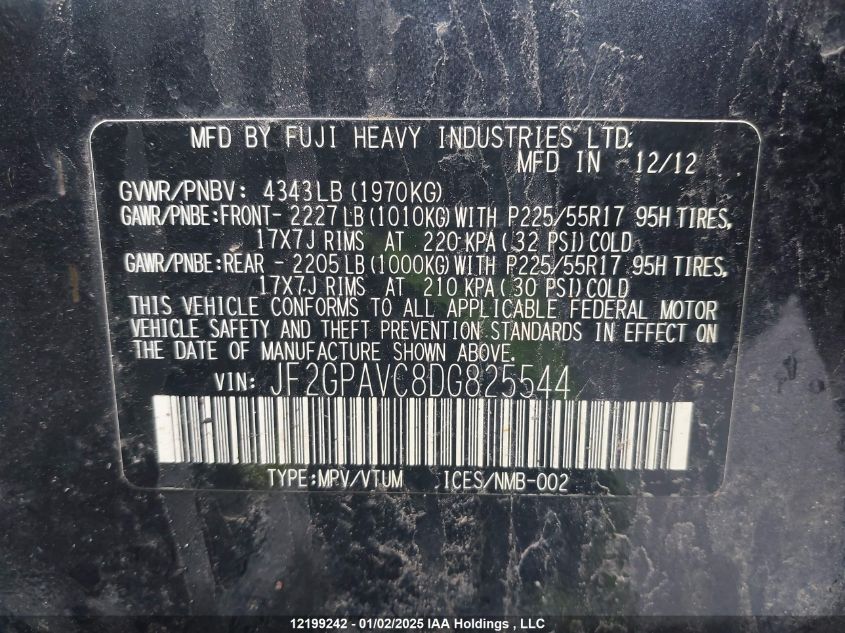 MFD BY FUJI HEAVY INDUSTRIES LTD.
MFD IN 12/12
GVWR/PNBV: 4343LB (1970KG)
GAWR/PNBE:FRONT- 2227 LB (1010KG) WITH P225/55R17 95H TIRES,
17X7J RIMS AT 220 KPA ( 32 PSI) COLD
GAWR/PNBE:REAR - 2205 LB (1000KG) WITH P225/55R17 95H TIRES,
17X7J RIMS AT 210 KPA ( 30 PSI) COLD
THIS VEHICLE CONFORMS TO ALL APPLICABLE FEDERAL MOTOR
VEHICLE SAFETY AND THEFT PREVENTION STANDARDS IN EFFECT ON
THE DATE OF MANUFACTURE SHOWN ABOVE.
VIN: JF2GPAVC8DG825544
TYPE:MPV/VTUM ICES/NMB-002
12199242 - 01/02/2025 IAA Holdings , LLC